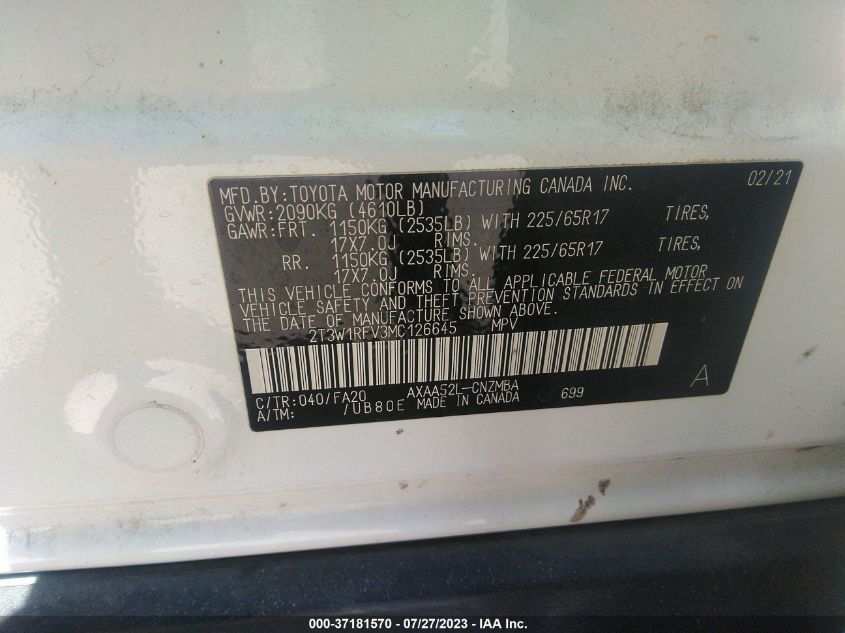 MFD. BY: TOYOTA MOTOR MANUFACTURING CANADA INC. 02/21
GVWR: 2090KG (4610LB)
GAWR: FRT. 1150KG (2535LB) WITH 225/65R17 TIRES,
17X7.0J RIMS.
RR. 1150KG (2535LB) WITH 225/65R17 TIRES,
17X7.0J RIMS.
THIS VEHICLE CONFORMS TO ALL APPLICABLE FEDERAL MOTOR
VEHICLE SAFETY AND THEFT PREVENTION STANDARDS IN EFFECT ON
THE DATE OF MANUFACTURE SHOWN ABOVE.
2T3W1RFV3MC126645 MPV
C/TR: 040/FA20 AXAA52L-CNZMBA 699 A
A/TM: /UB80E MADE IN CANADA
000-37181570 - 07/27/2023 - IAA Inc.